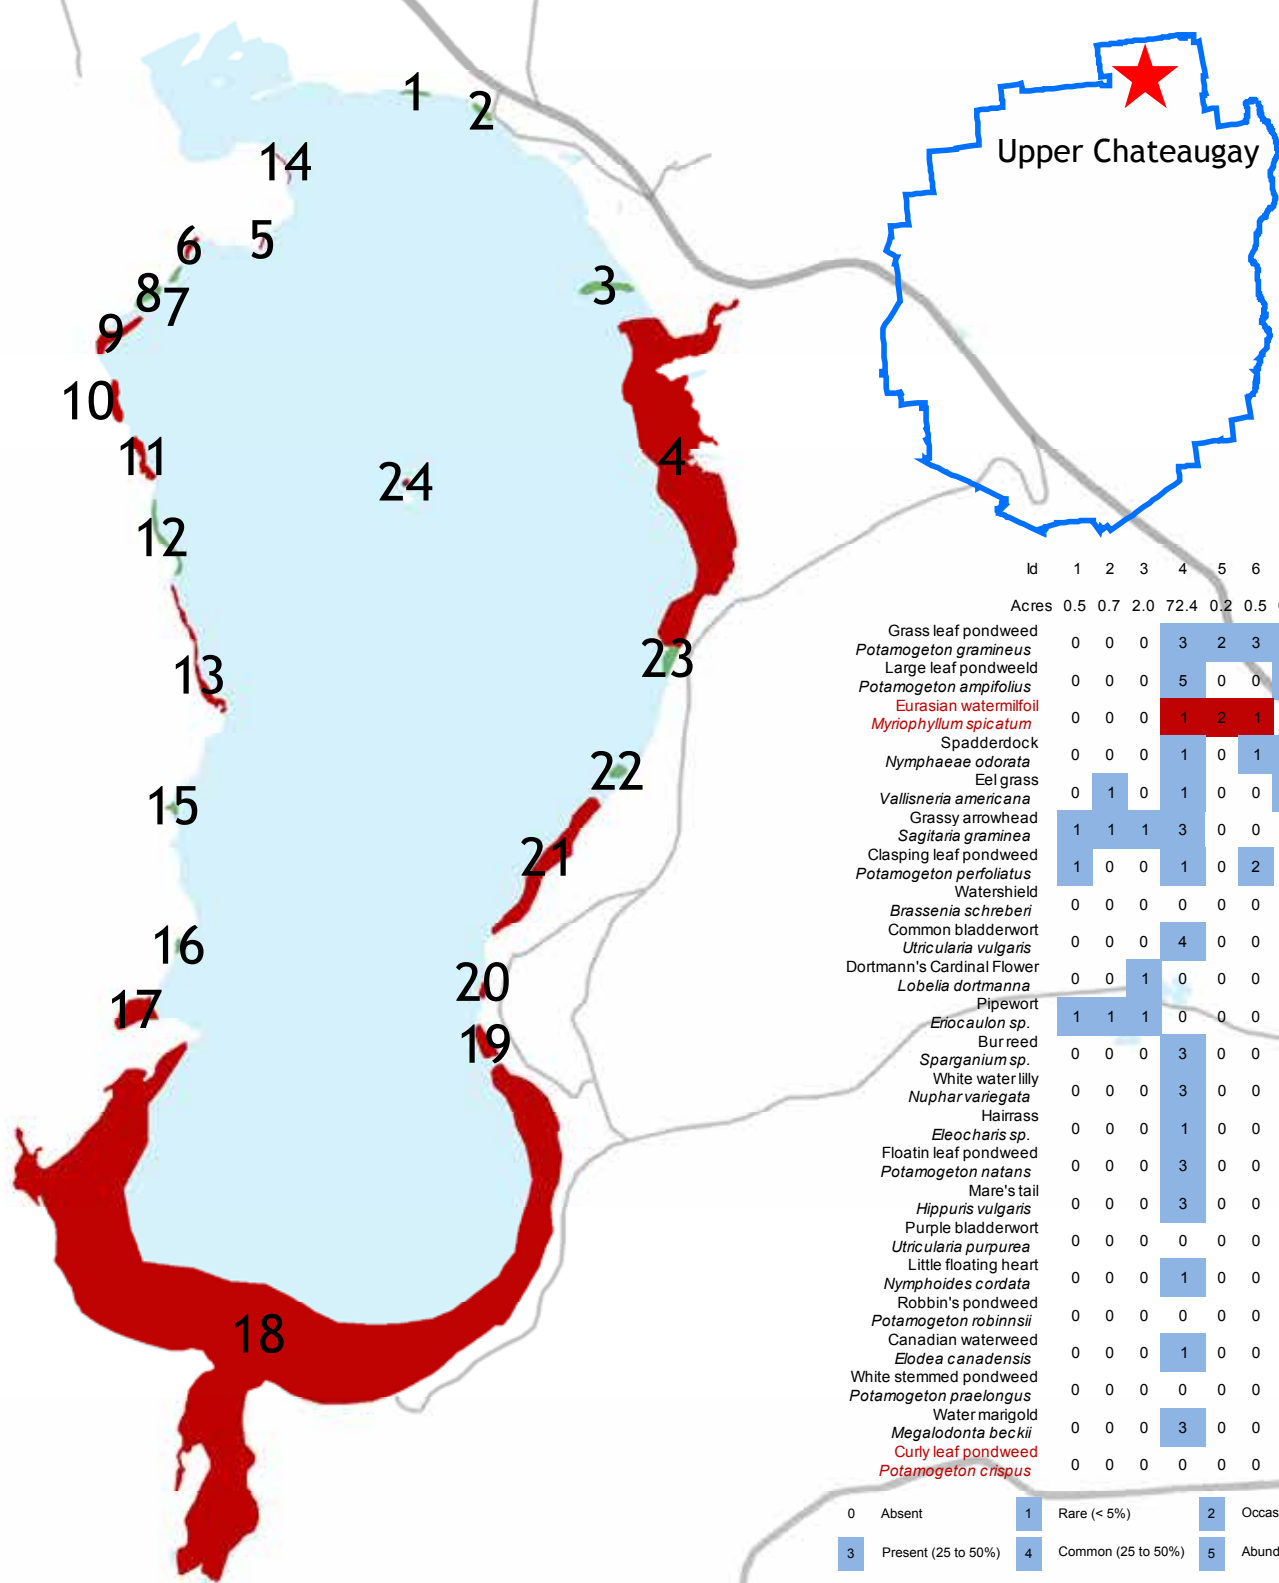 1
2
14
Upper Chateaugay
6
5
8
7
3
9
10
11
4
24
12
13
23
22
15
21
16
20
17
19
18
Id 1 2 3 4 5 6
Acres 0.5 0.7 2.0 72.4 0.2 0.5
Grass leaf pondweed
Potamogeton gramineus 0 0 0 3 2 3
Large leaf pondweeld
Potamogeton ampifolius 0 0 0 5 0 0
Eurasian watermilfoil
Myriophyllum spicatum 0 0 0 1 2 1
Spadderdock
Nymphaeae odorata 0 0 0 1 0 1
Eel grass
Vallisneria americana 0 1 0 1 0 0
Grassy arrowhead
Sagitaria graminea 1 1 1 3 0 0
Clasping leaf pondweed
Potamogeton perfoliatus 1 0 0 1 0 2
Watershield
Brassenia schreberi 0 0 0 0 0 0
Common bladderwort
Utricularia vulgaris 0 0 0 4 0 0
Dortmann's Cardinal Flower
Lobelia dortmanna 0 0 1 0 0 0
Pipewort
Eriocaulon sp. 1 1 1 0 0 0
Bur reed
Sparganium sp. 0 0 0 3 0 0
White water lilly
Nuphar variegata 0 0 0 3 0 0
Hairrass
Eleocharis sp. 0 0 0 1 0 0
Floatin leaf pondweed
Potamogeton natans 0 0 0 3 0 0
Mare's tail
Hippuris vulgaris 0 0 0 3 0 0
Purple bladderwort
Utricularia purpurea 0 0 0 0 0 0
Little floating heart
Nymphoides cordata 0 0 0 1 0 0
Robbin's pondweed
Potamogeton robinnsii 0 0 0 0 0 0
Canadian waterweed
Elodea canadensis 0 0 0 1 0 0
White stemmed pondweed
Potamogeton praelongus 0 0 0 0 0 0
Water marigold
Megalodonta beckii 0 0 0 3 0 0
Curly leaf pondweed
Potamogeton crispus 0 0 0 0 0 0
0 Absent 1 Rare (< 5%) 2 Occas
3 Present (25 to 50%) 4 Common (25 to 50%) 5 Abund